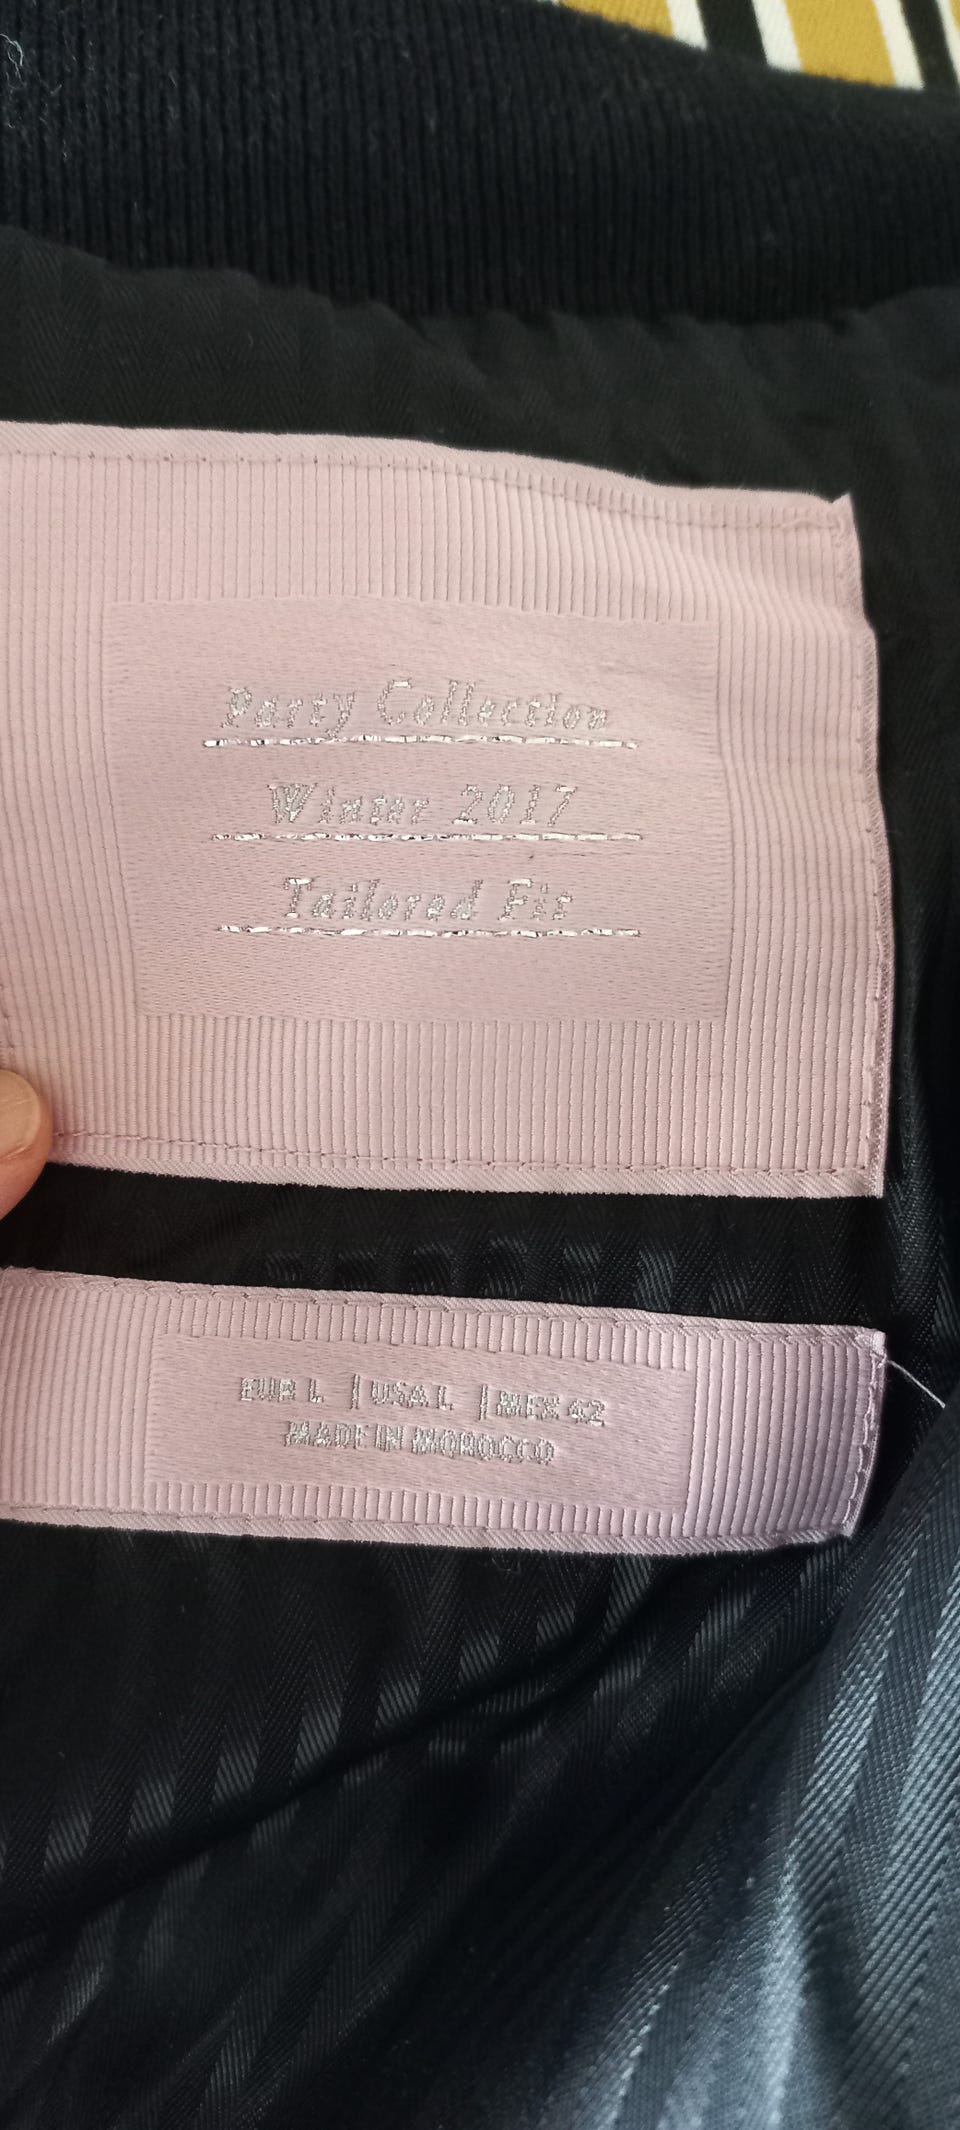 Party Collection
Winter 2017
Tailored Fit
EUR L | USA L | MEX 42
MADE IN MOROCCO